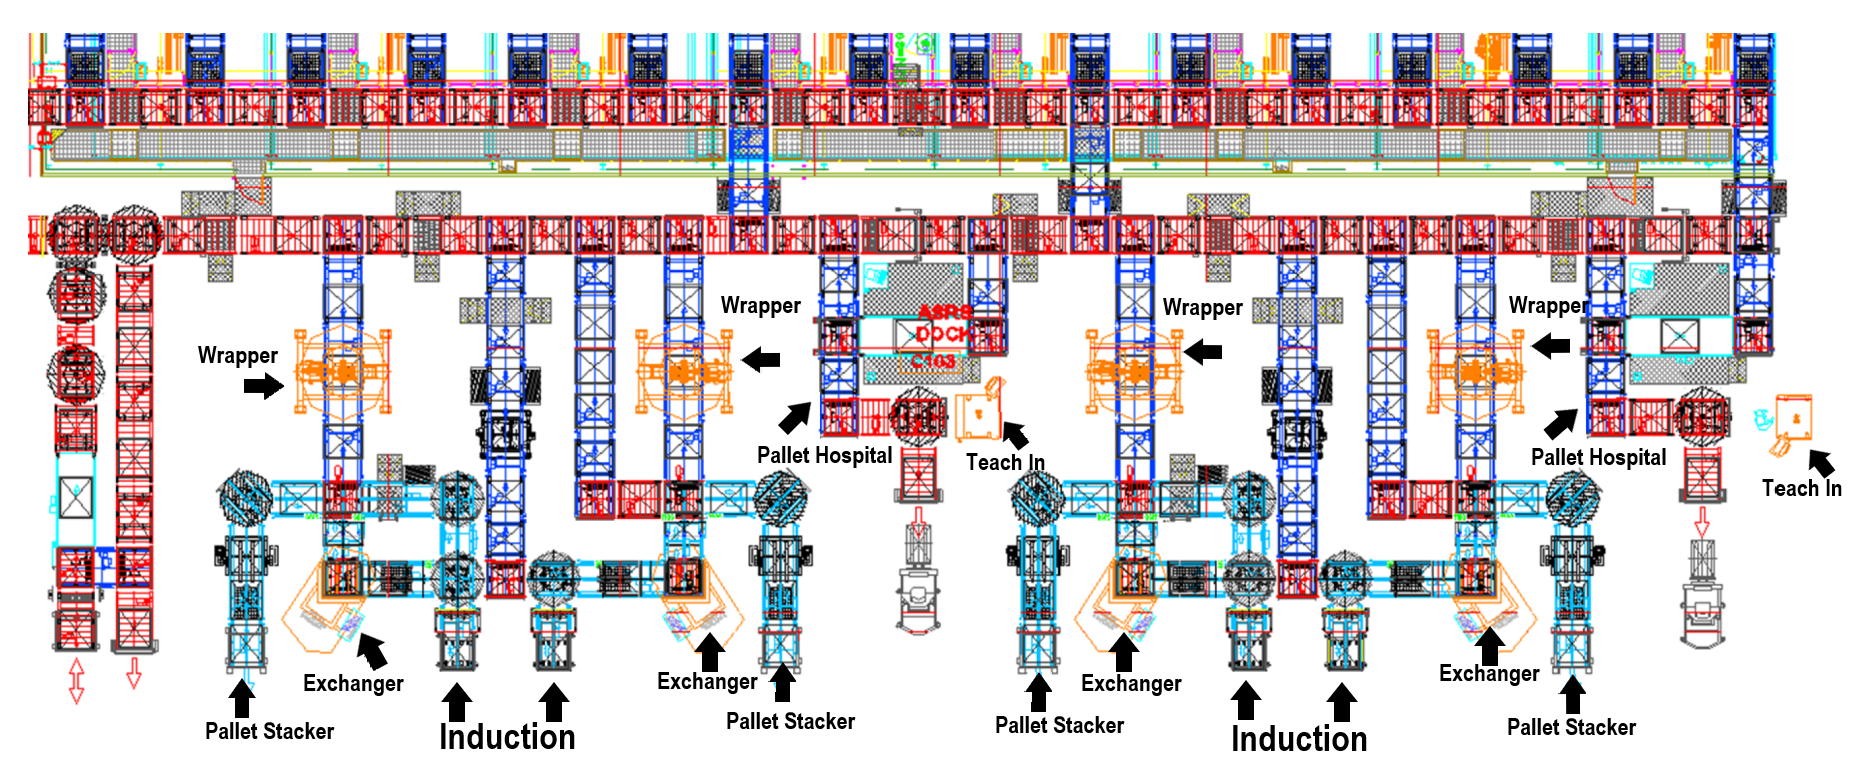 Wrapper
Wrapper
Wrapper
Wrapper
ASRS
DOCK
C103
Pallet Hospital
Teach In
Pallet Hospital
Teach In
Exchanger
Exchanger
Exchanger
Exchanger
Pallet Stacker
Induction
Pallet Stacker
Pallet Stacker
Induction
Pallet Stacker